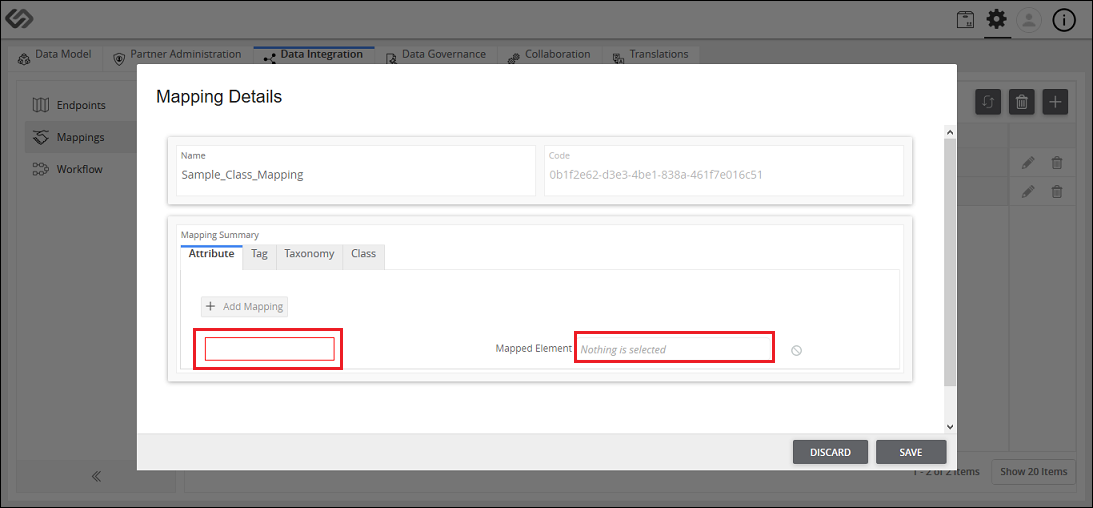 Data Model Partner Administration Data Integration Data Governance Collaboration Translations
Endpoints
Mappings
Workflow
Mapping Details
Name
Sample_Class_Mapping
Code
0b1f2e62-d3e3-4be1-838a-461f7e016c51
Mapping Summary
Attribute Tag Taxonomy Class
+ Add Mapping
Mapped Element Nothing is selected
DISCARD SAVE
1 - 2 of 2 Items Show 20 Items